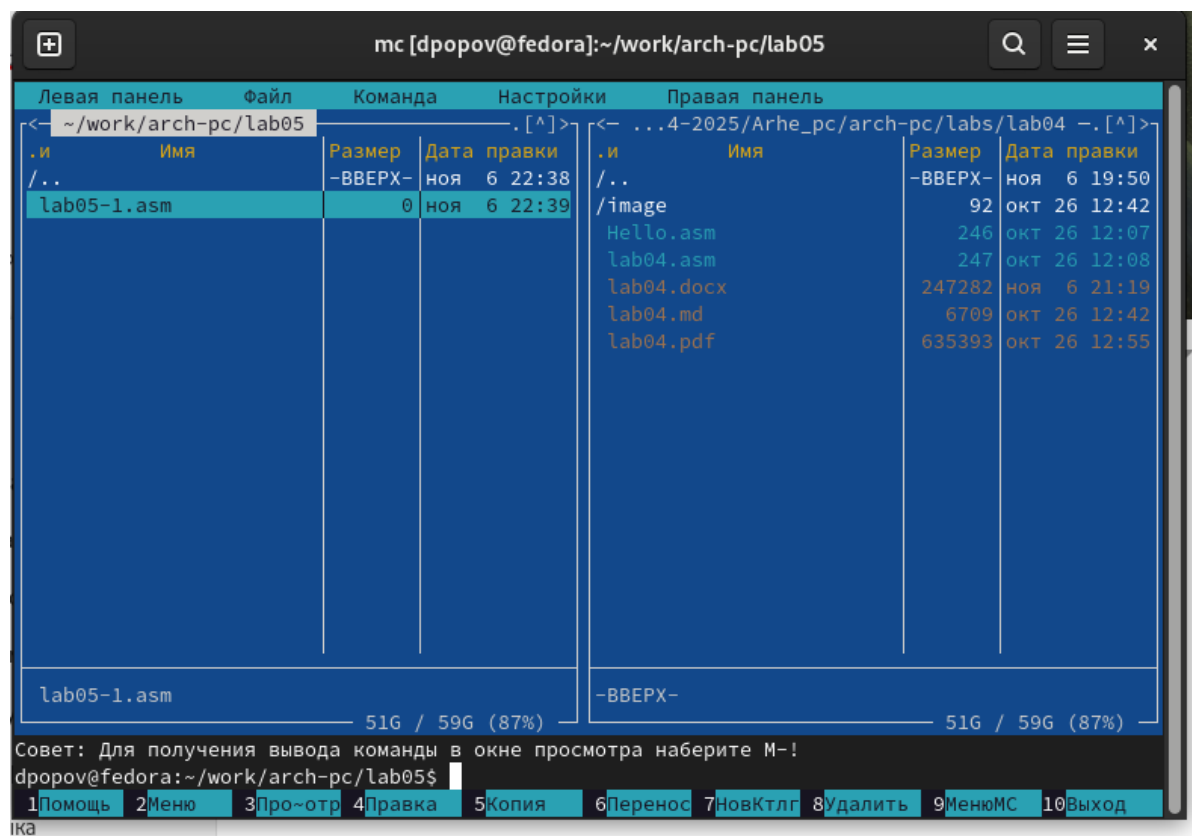 mc [dpopov@fedora]:~/work/arch-pc/lab05
Левая панель Файл Команда Настройки Правая панель
<— ~/work/arch-pc/lab05 .[^]> <— ...4-2025/Arhe_pc/arch-pc/labs/lab04 —.[^]>
.и Имя Размер Дата правки .и Имя Размер Дата правки
/.. -ВВЕРХ- ноя 6 22:38 /.. -ВВЕРХ- ноя 6 19:50
lab05-1.asm 0 ноя 6 22:39 /image 92 окт 26 12:42
Hello.asm 246 окт 26 12:07
lab04.asm 247 окт 26 12:08
lab04.docx 247282 ноя 6 21:19
lab04.md 6709 окт 26 12:42
lab04.pdf 635393 окт 26 12:55
lab05-1.asm -ВВЕРХ-
51G / 59G (87%) 51G / 59G (87%)
Совет: Для получения вывода команды в окне просмотра наберите M-!
dpopov@fedora:~/work/arch-pc/lab05$
1Помощь 2Меню 3Про~отр 4Правка 5Копия 6Перенос 7НовКтлг 8Удалить 9МенюMC 10Выход